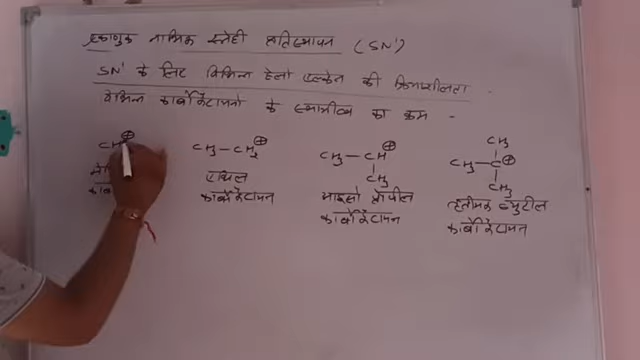 एकाणुक नाभिक स्नेही प्रतिस्थापन (SN¹)
SN¹ के लिए विभिन्न हेलो एल्केन की क्रियाशीलता
विभिन्न कार्बोकेटायनो के स्थायीत्व का क्रम -
CH₃
CH ⊕ CH₃ - CH₂ ⊕ CH₃ - CH ⊕ CH₃ - C ⊕
CH₃ CH₃
एथिल आइसो प्रोपील तृतीयक ब्युटील
कार्बोकेटायन कार्बोकेटायन कार्बोकेटायन